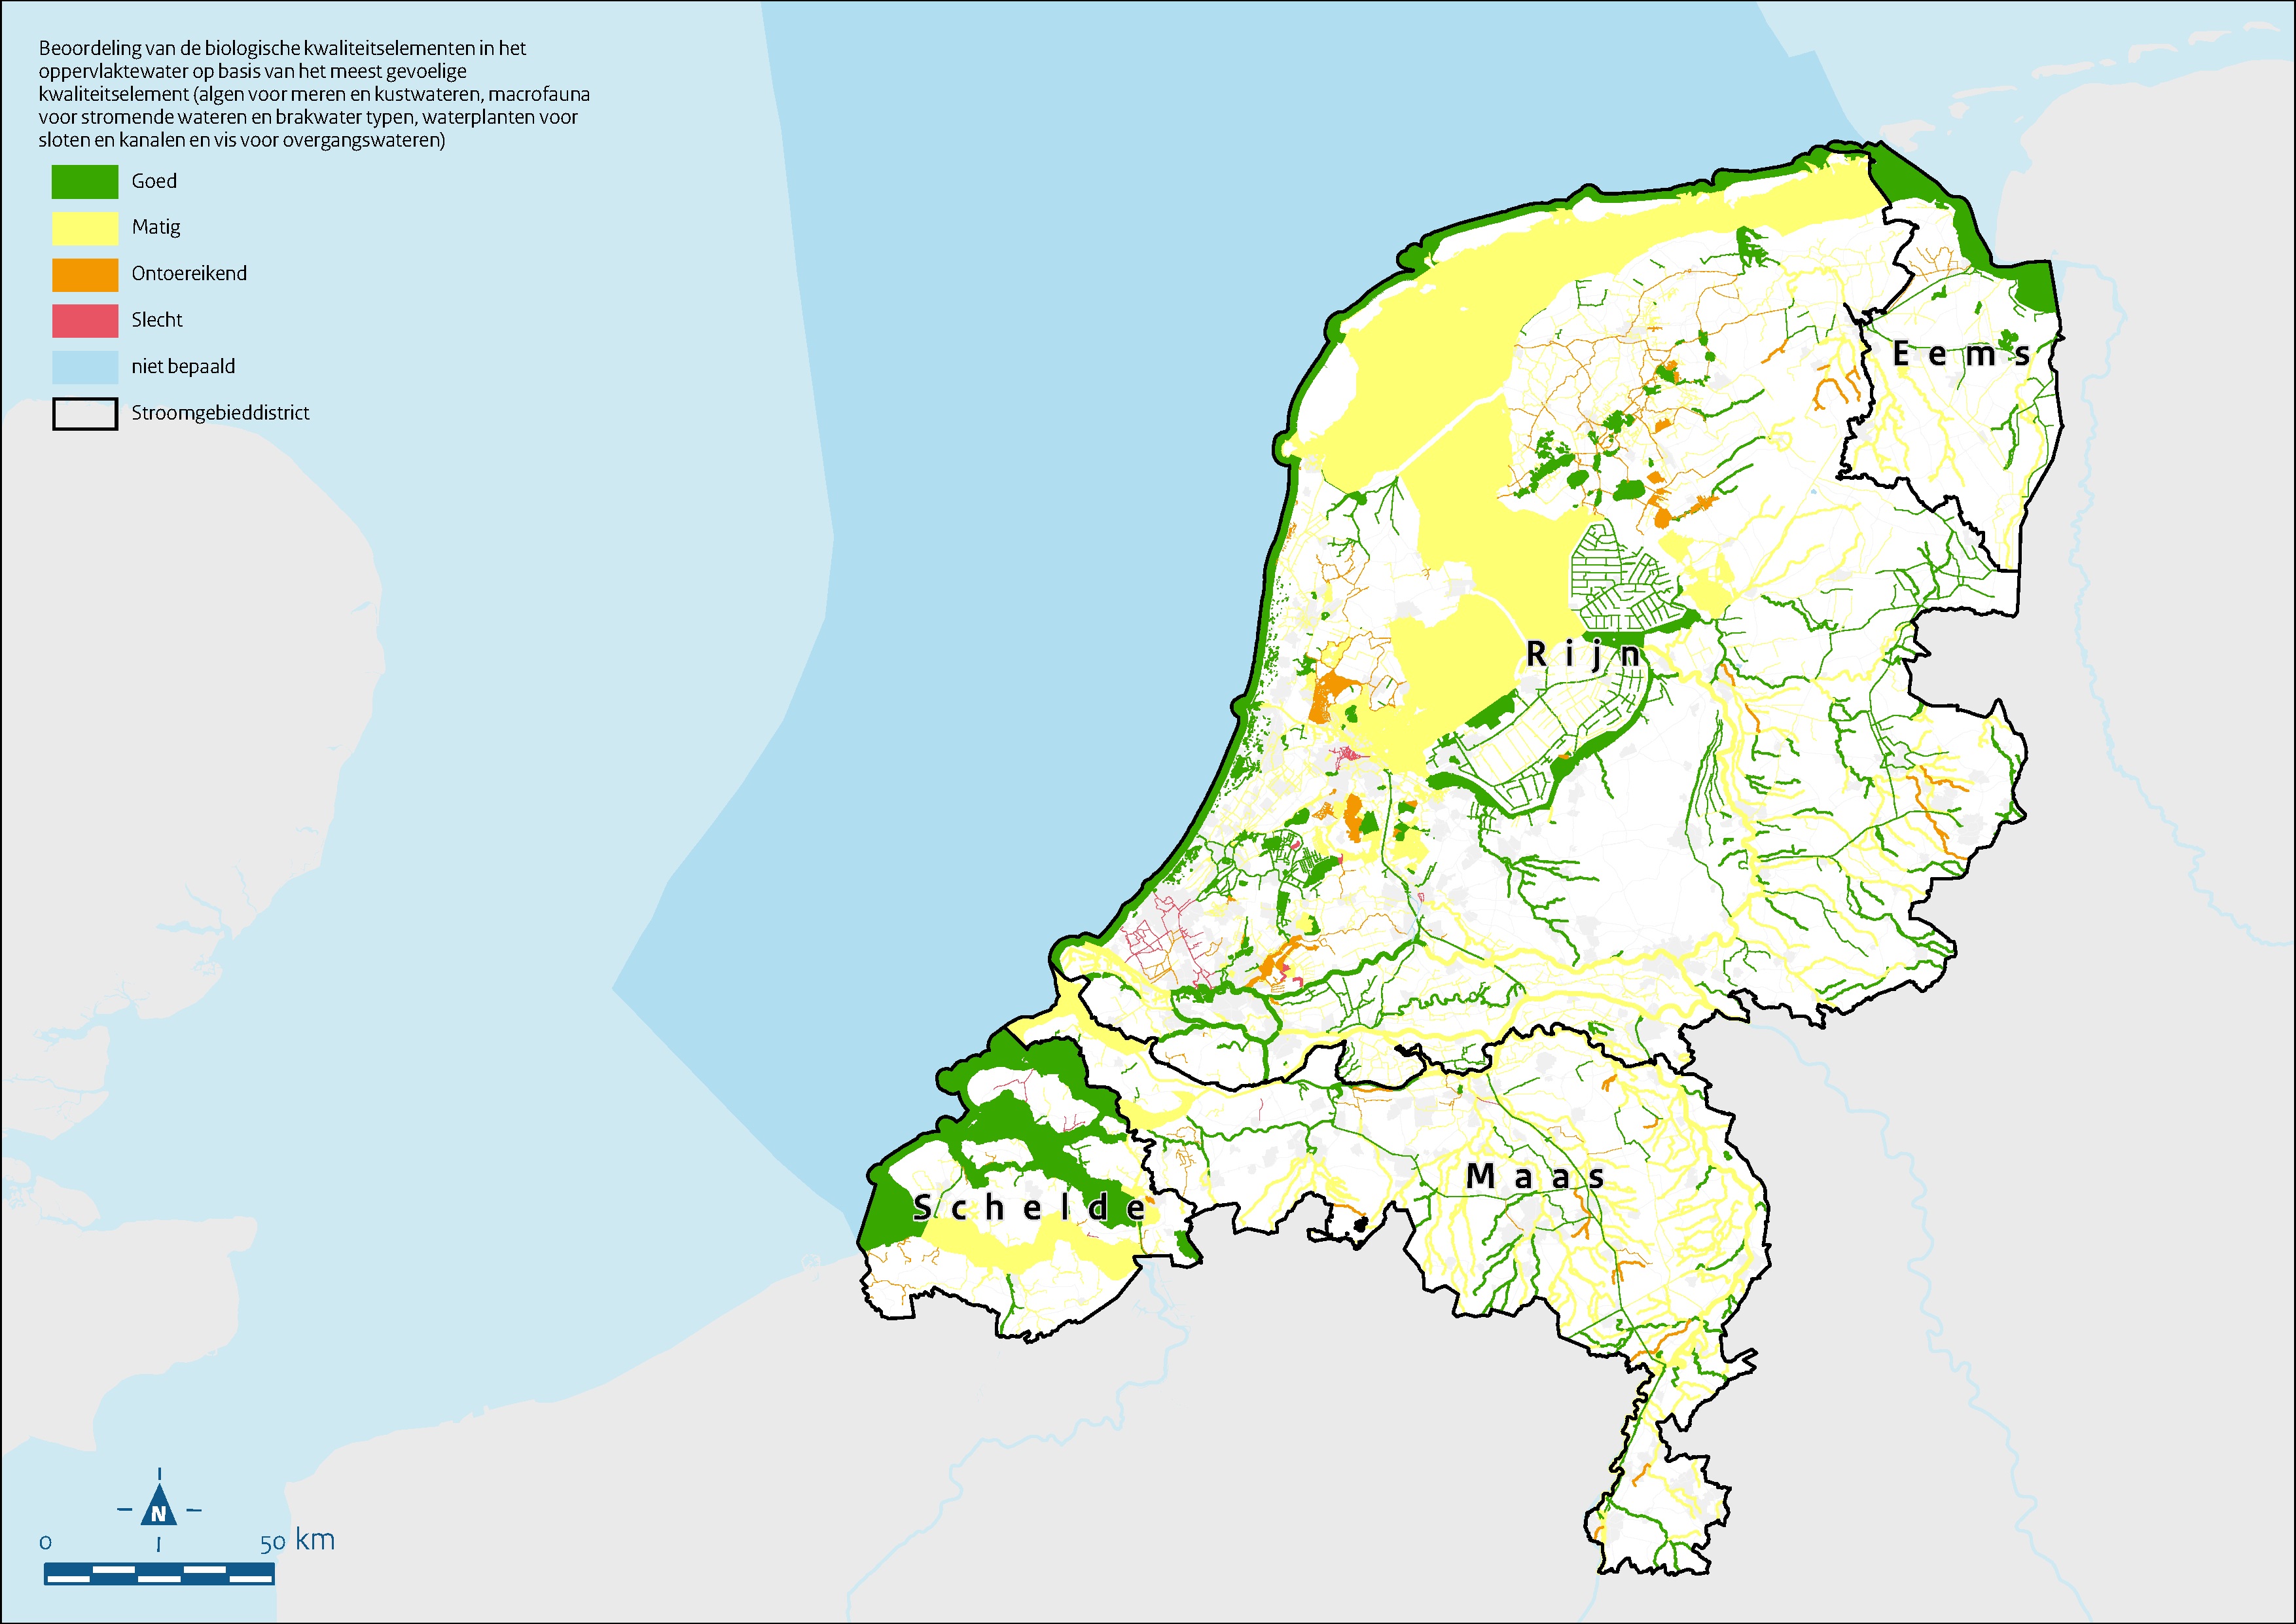 Beoordeling van de biologische kwaliteitselementen in het
oppervlaktewater op basis van het meest gevoelige
kwaliteitselement (algen voor meren en kustwateren, macrofauna
voor stromende wateren en brakwater typen, waterplanten voor
sloten en kanalen en vis voor overgangswateren)
Goed
Matig
Ontoereikend
Slecht
niet bepaald
Stroomgebieddistrict
Eems
Rijn
Maas
Schelde
N
0 50 km